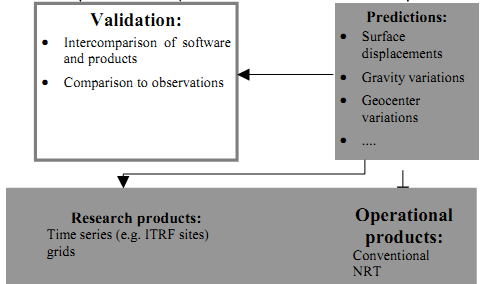 Validation:
• Intercomparison of software
and products
• Comparison to observations
Predictions:
• Surface
displacements
• Gravity variations
• Geocenter
variations
• ....
Research products:
Time series (e.g. ITRF sites)
grids
Operational
products:
Conventional
NRT